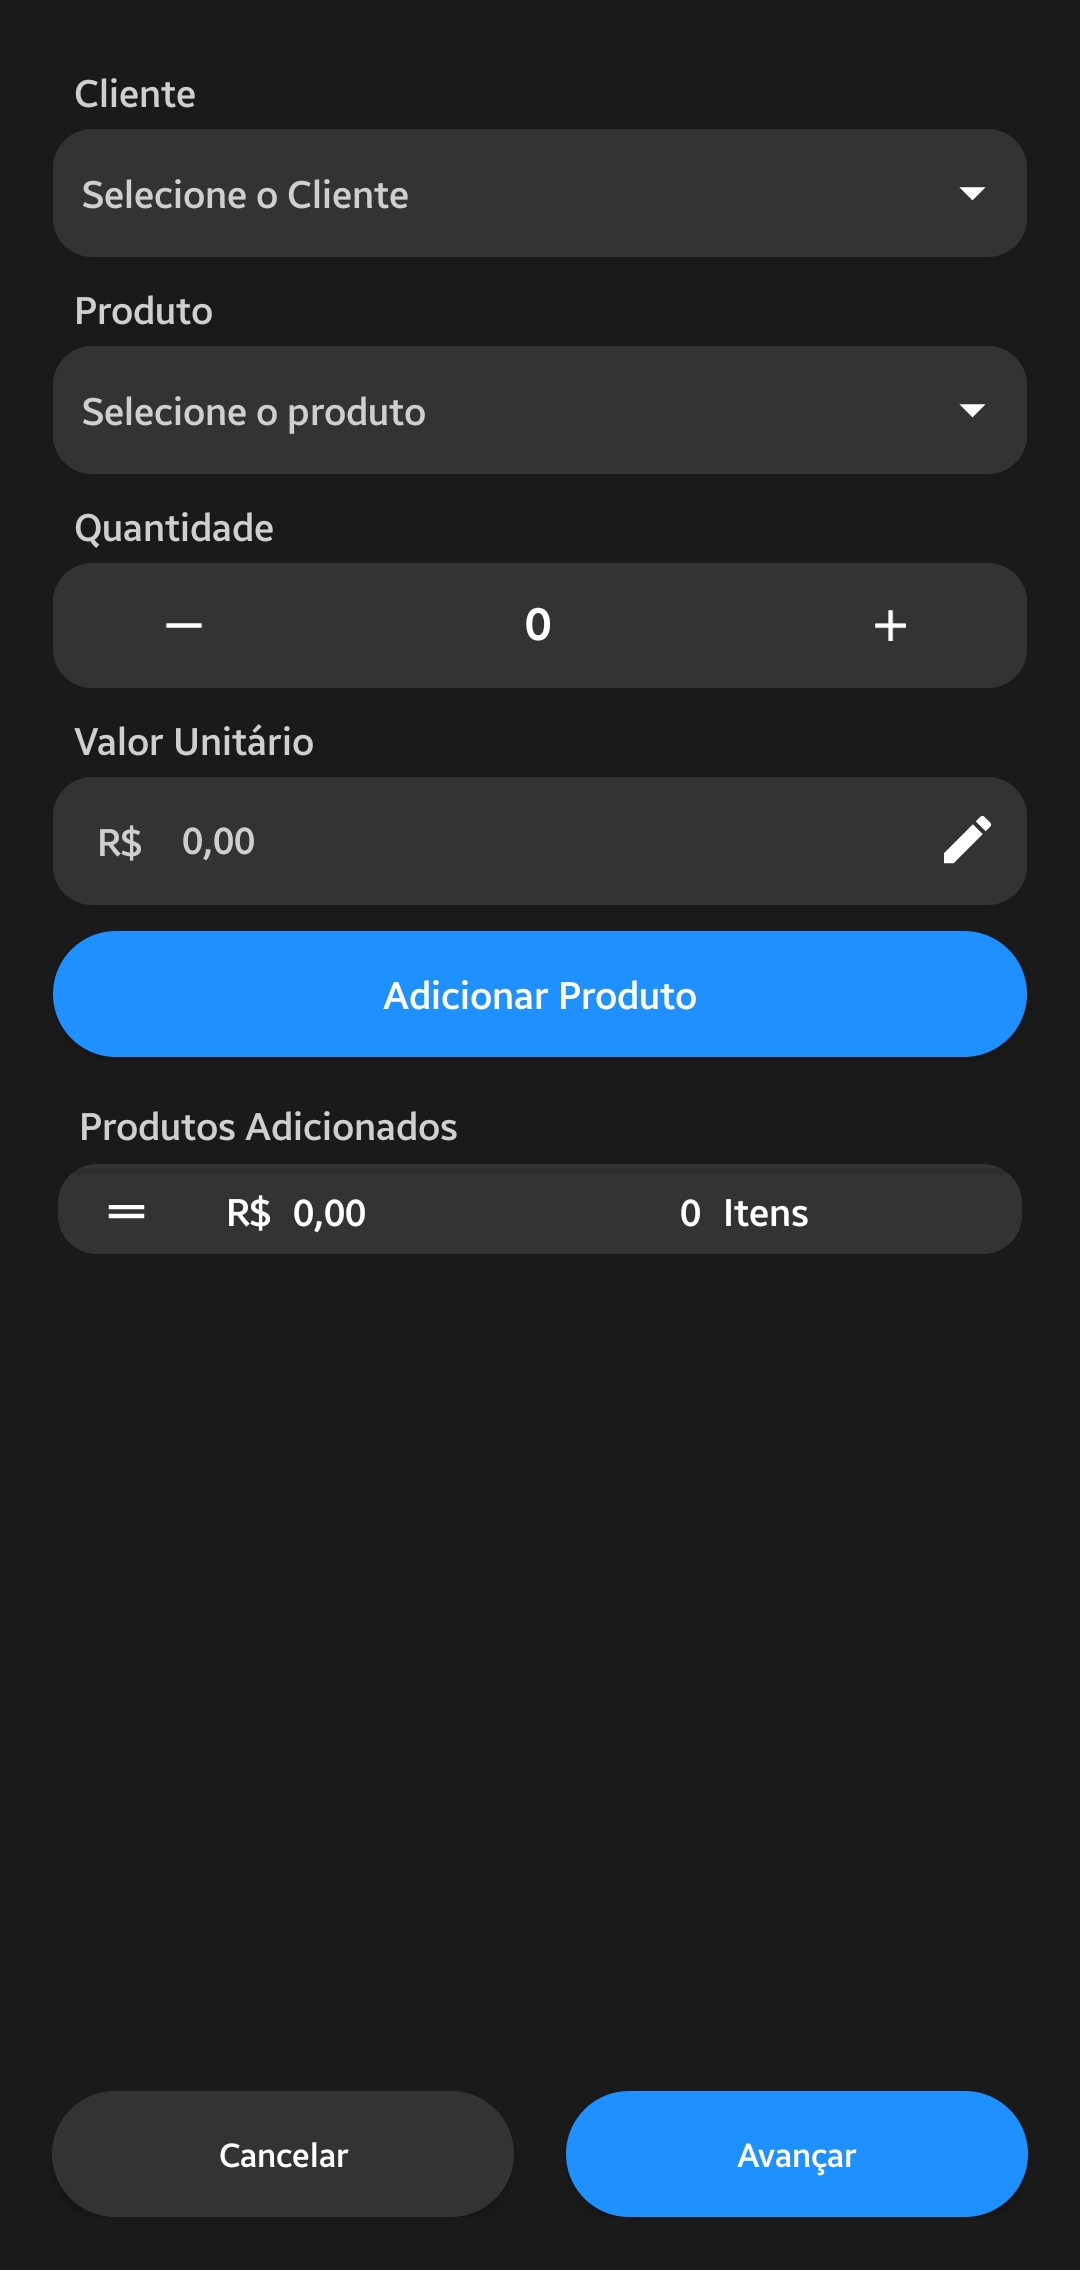 Cliente
Selecione o Cliente
Produto
Selecione o produto
Quantidade
0
Valor Unitário
R$ 0,00
Adicionar Produto
Produtos Adicionados
R$ 0,00 0 Itens
Cancelar Avançar